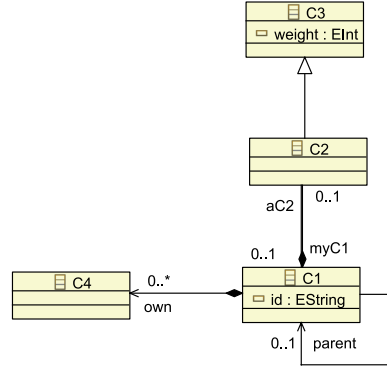 C3
weight : EInt
C2
0..1
aC2
0..1
myC1
C1
id : EString
C4
0..*
own
0..1
parent